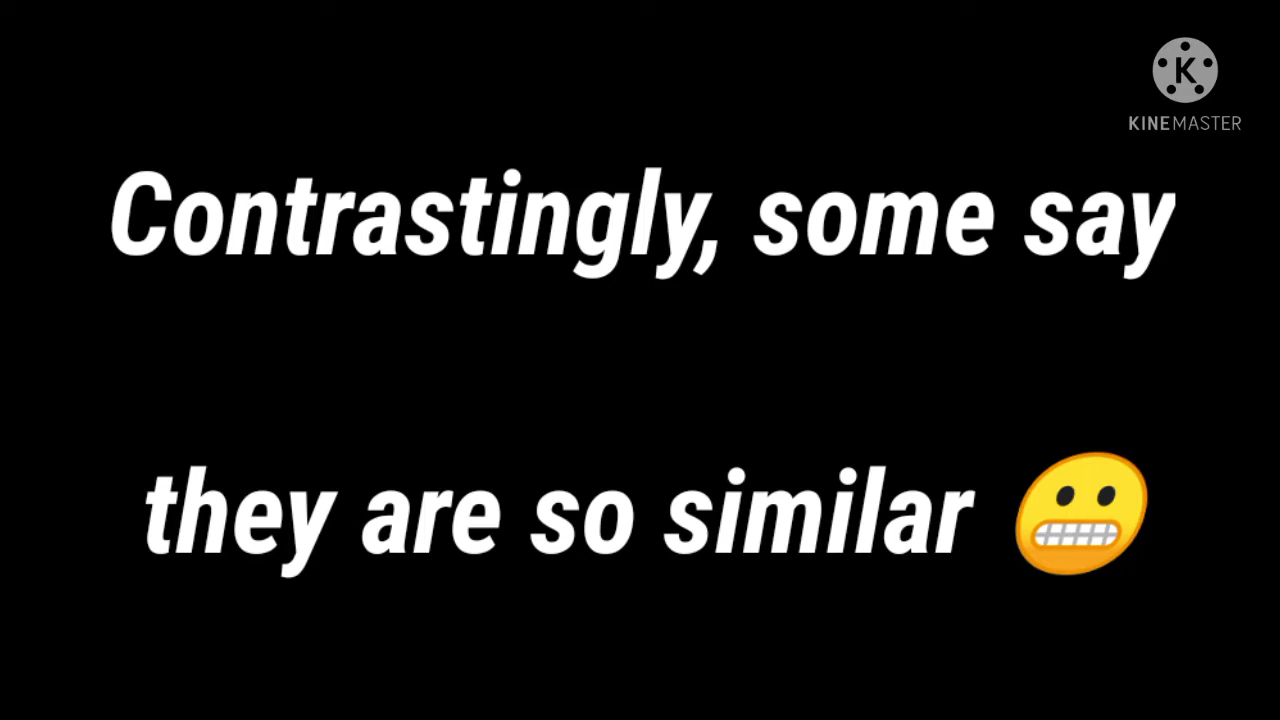 K
KINEMASTER
Contrastingly, some say
they are so similar 😬